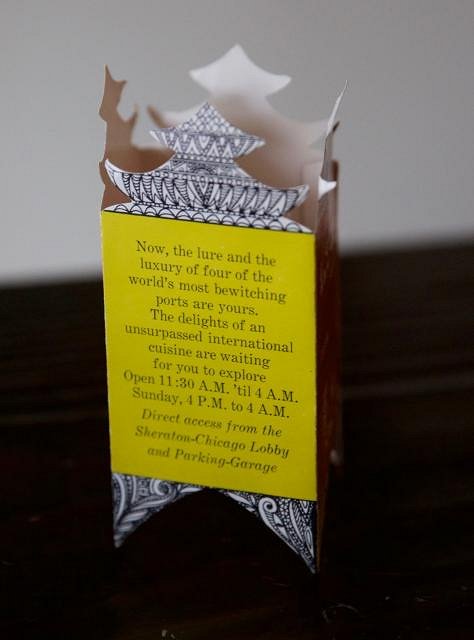 Now, the lure and the
luxury of four of the
world's most bewitching
ports are yours.
The delights of an
unsurpassed international
cuisine are waiting
for you to explore
Open 11:30 A.M. 'til 4 A.M.
Sunday, 4 P.M. to 4 A.M.
Direct access from the
Sheraton-Chicago Lobby
and Parking-Garage